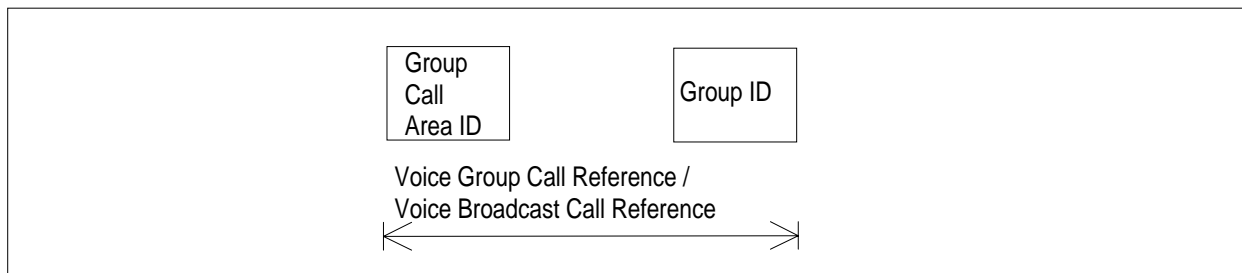 Group
Call
Area ID
Group ID
Voice Group Call Reference /
Voice Broadcast Call Reference